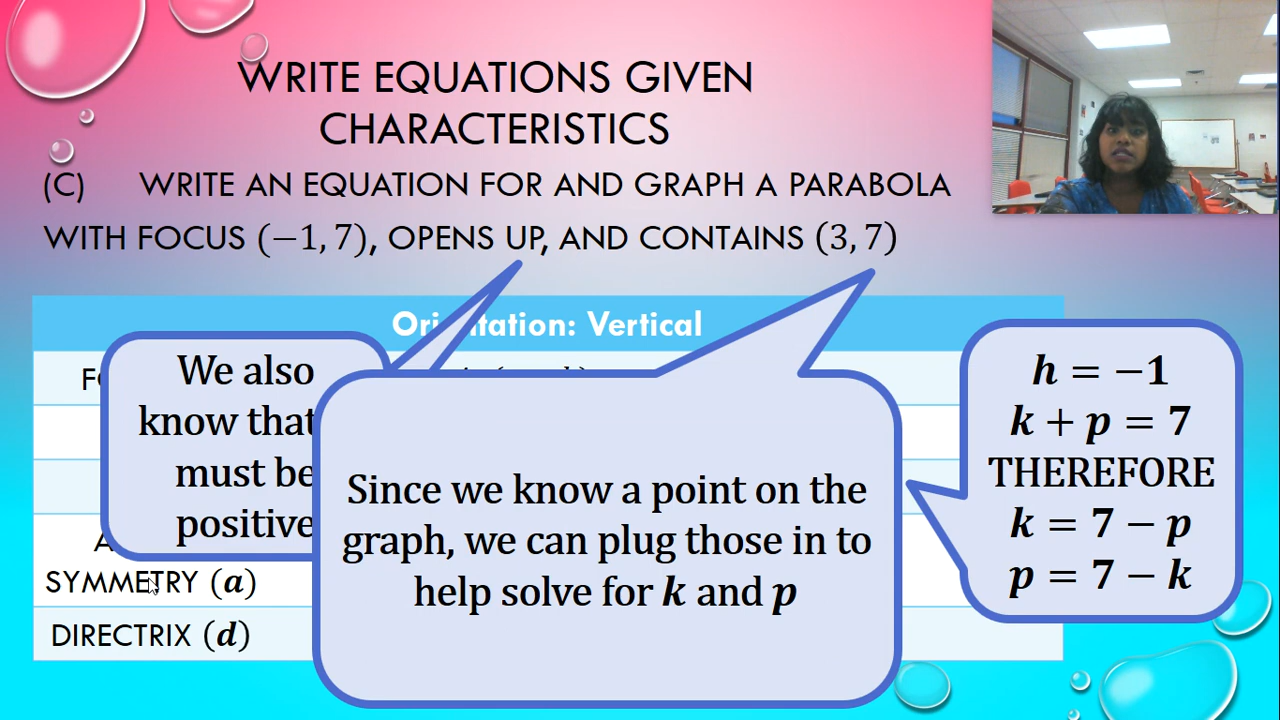 WRITE EQUATIONS GIVEN
CHARACTERISTICS
(C) WRITE AN EQUATION FOR AND GRAPH A PARABOLA
WITH FOCUS (−1, 7), OPENS UP, AND CONTAINS (3, 7)
Vertical
We also
know that
must be
positive
Since we know a point on the
graph, we can plug those in to
help solve for k and p
h = −1
k + p = 7
THEREFORE
k = 7 − p
p = 7 − k
SYMMETRY (a)
DIRECTRIX (d)